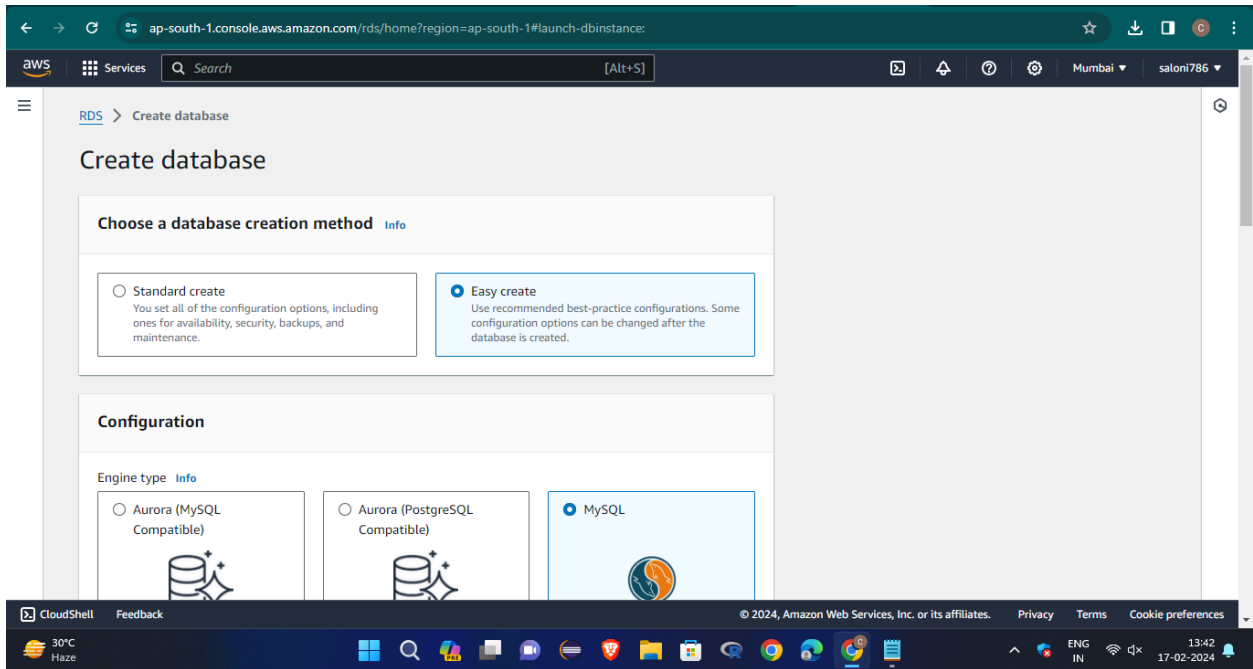 ap-south-1.console.aws.amazon.com/rds/home?region=ap-south-1#launch-dbinstance:
C
aws
Services
Search
[Alt+S]
Mumbai
saloni786
RDS
Create database
Create database
Choose a database creation method Info
Standard create
You set all of the configuration options, including
ones for availability, security, backups, and
maintenance.
Easy create
Use recommended best-practice configurations. Some
configuration options can be changed after the
database is created.
Configuration
Engine type Info
Aurora (MySQL
Compatible)
Aurora (PostgreSQL
Compatible)
MySQL
CloudShell
Feedback
© 2024, Amazon Web Services, Inc. or its affiliates.
Privacy
Terms
Cookie preferences
30°C
Haze
PRE
C
ENG
IN
13:42
17-02-2024